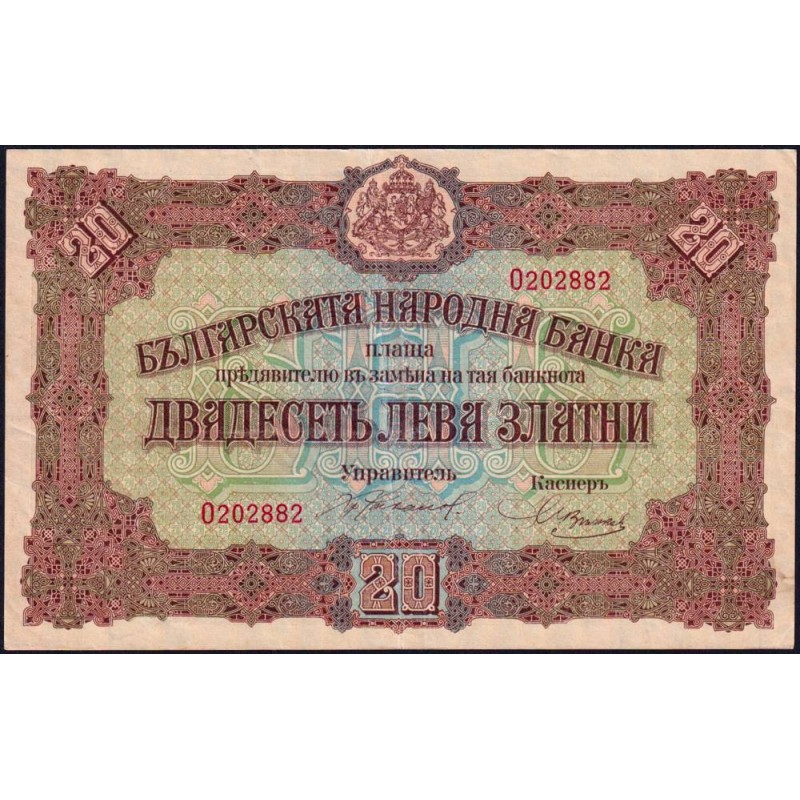 20 20
0202882
БЪЛГАРСКАТА НАРОДНА БАНКА
плаща
прѣдявителю въ замѣна на тая банкнота
ДВАДЕСЕТЬ ЛЕВА ЗЛАТНИ
Управитель Касиеръ
0202882
20